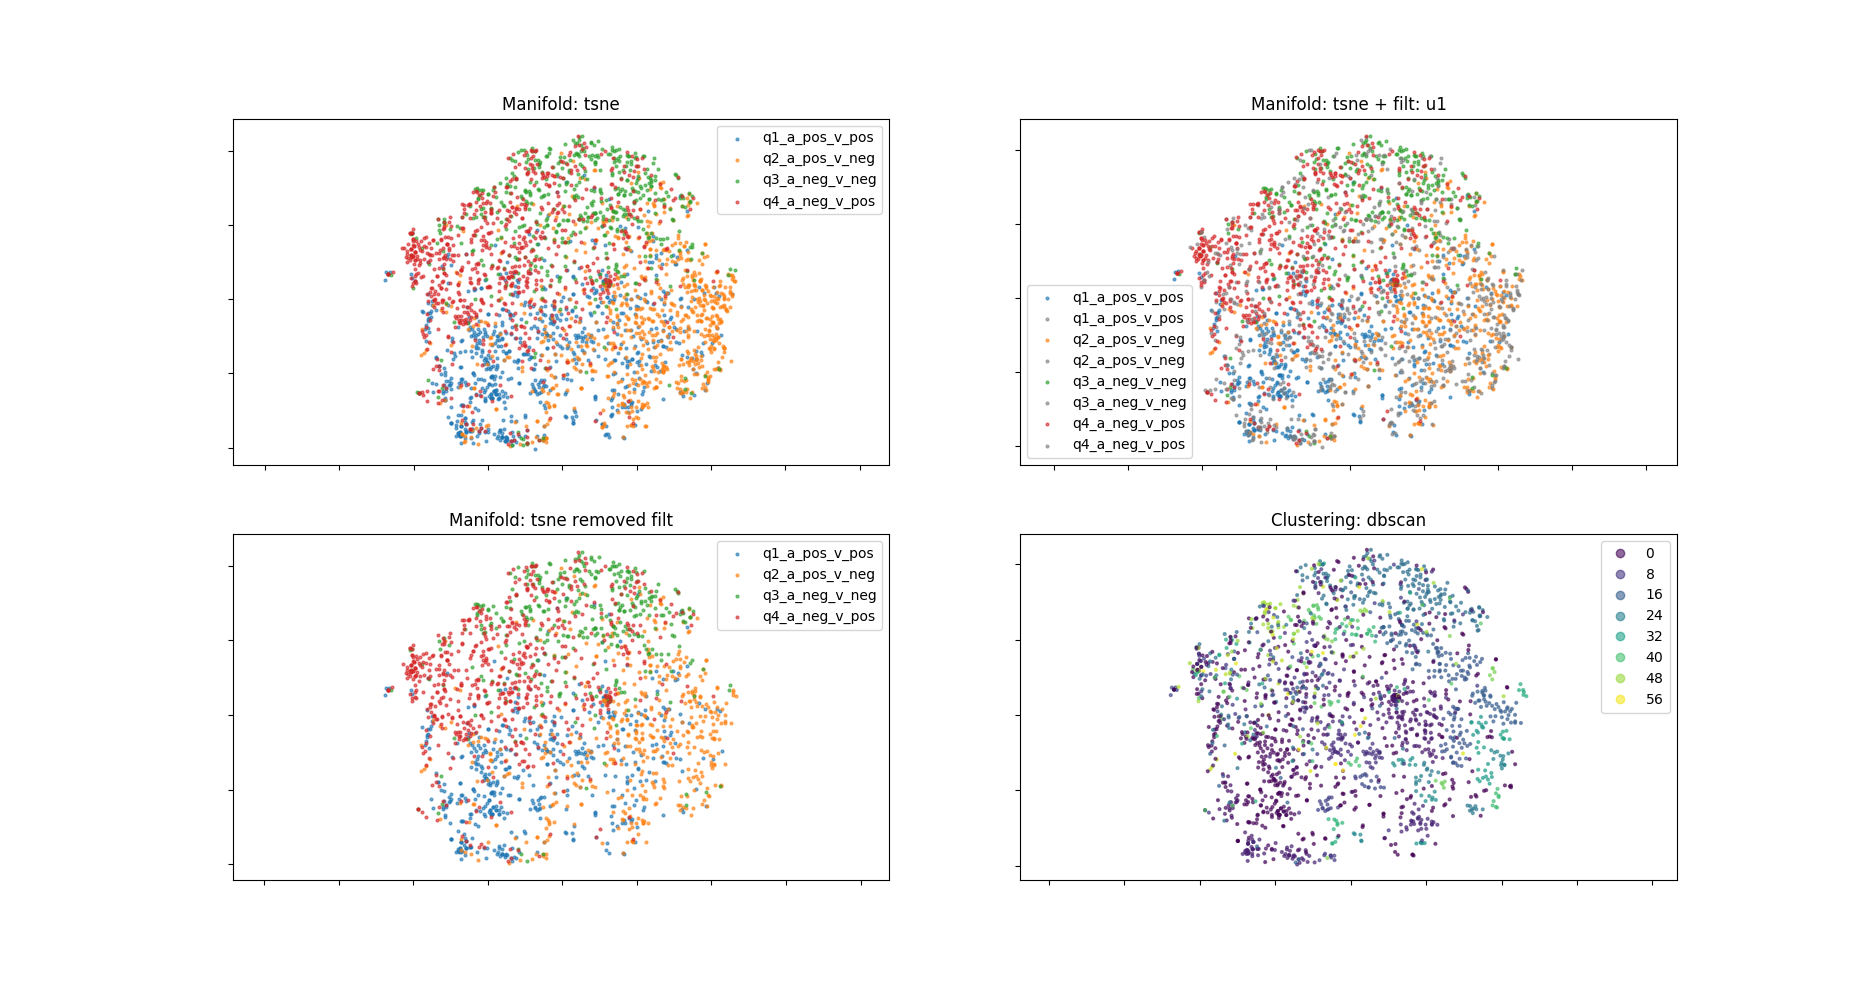 Manifold: tsne
q1_a_pos_v_pos
q2_a_pos_v_neg
q3_a_neg_v_neg
q4_a_neg_v_pos
Manifold: tsne + filt: u1
q1_a_pos_v_pos
q1_a_pos_v_pos
q2_a_pos_v_neg
q2_a_pos_v_neg
q3_a_neg_v_neg
q3_a_neg_v_neg
q4_a_neg_v_pos
q4_a_neg_v_pos
Manifold: tsne removed filt
q1_a_pos_v_pos
q2_a_pos_v_neg
q3_a_neg_v_neg
q4_a_neg_v_pos
Clustering: dbscan
0
8
16
24
32
40
48
56